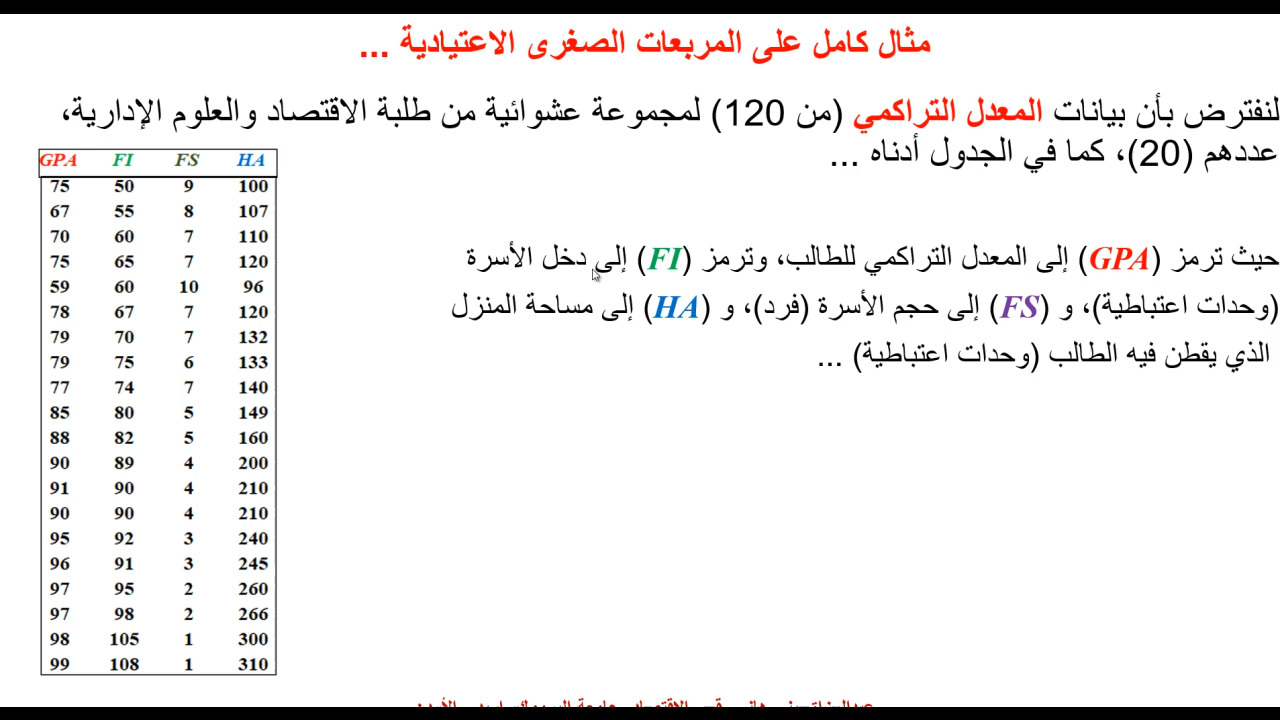 مثال كامل على المربعات الصغرى الاعتيادية ...
لنفترض بأن بيانات المعدل التراكمي (من 120) لمجموعة عشوائية من طلبة الاقتصاد والعلوم الإدارية،
عددهم (20)، كما في الجدول أدناه ...
حيث ترمز (GPA) إلى المعدل التراكمي للطالب، وترمز (FI) إلى دخل الأسرة
(وحدات اعتباطية)، و (FS) إلى حجم الأسرة (فرد)، و (HA) إلى مساحة المنزل
الذي يقطن فيه الطالب (وحدات اعتباطية) ...
GPA FI FS HA
75 50 9 100
67 55 8 107
70 60 7 110
75 65 7 120
59 60 10 96
78 67 7 120
79 70 7 132
79 75 6 133
77 74 7 140
85 80 5 149
88 82 5 160
90 89 4 200
91 90 4 210
90 90 4 210
95 92 3 240
96 91 3 245
97 95 2 260
97 98 2 266
98 105 1 300
99 108 1 310